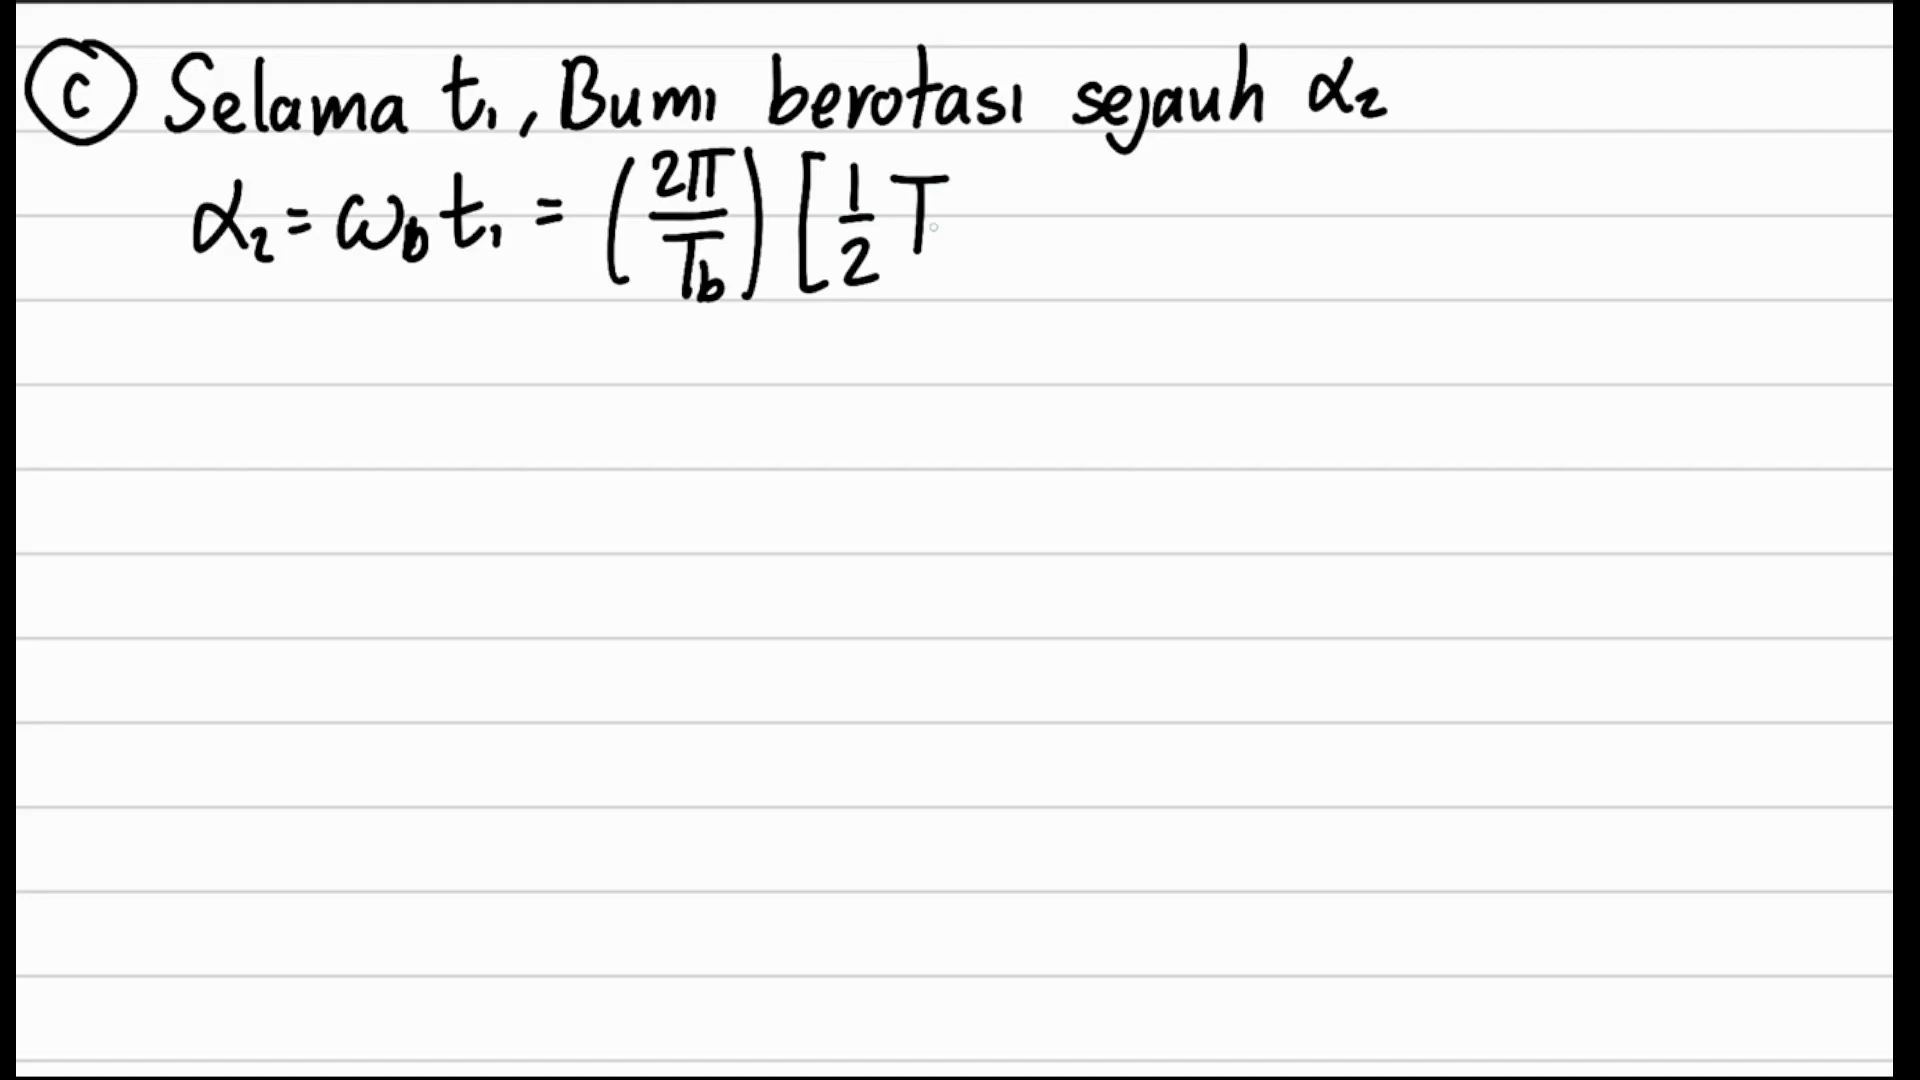 (c) Selama t₁, Bumi berotasi sejauh α₂
α₂ = ω_b t₁ = (2π/T_b) [1/2 T